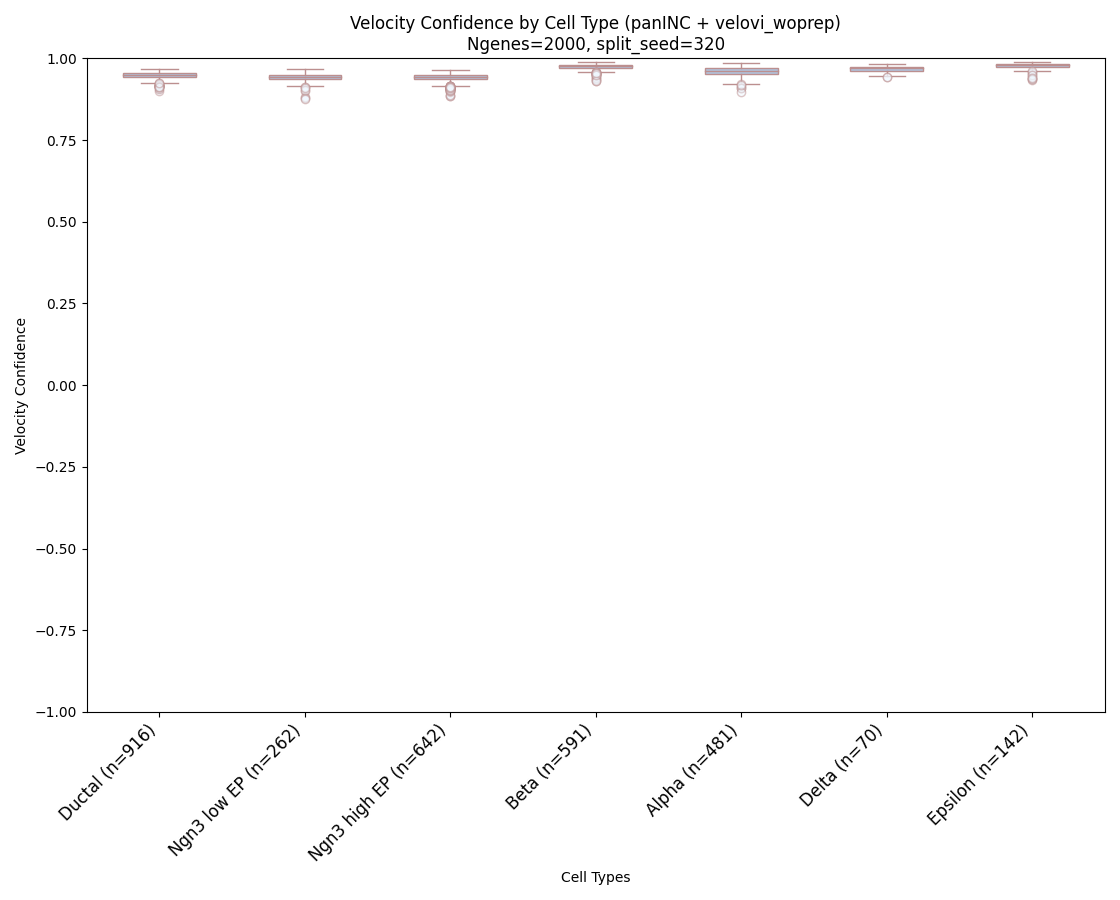 Velocity Confidence by Cell Type (panINC + velovi_woprep)
Ngenes=2000, split_seed=320
1.00
0.75
0.50
0.25
0.00
−0.25
−0.50
−0.75
−1.00
Velocity Confidence
Ductal (n=916)
Ngn3 low EP (n=262)
Ngn3 high EP (n=642)
Beta (n=591)
Alpha (n=481)
Delta (n=70)
Epsilon (n=142)
Cell Types